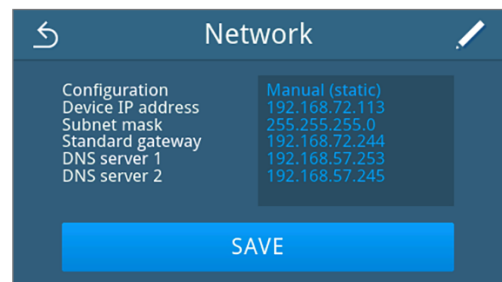 Network
Configuration Manual (static)
Device IP address 192.168.72.113
Subnet mask 255.255.255.0
Standard gateway 192.168.72.244
DNS server 1 192.168.57.253
DNS server 2 192.168.57.245
SAVE